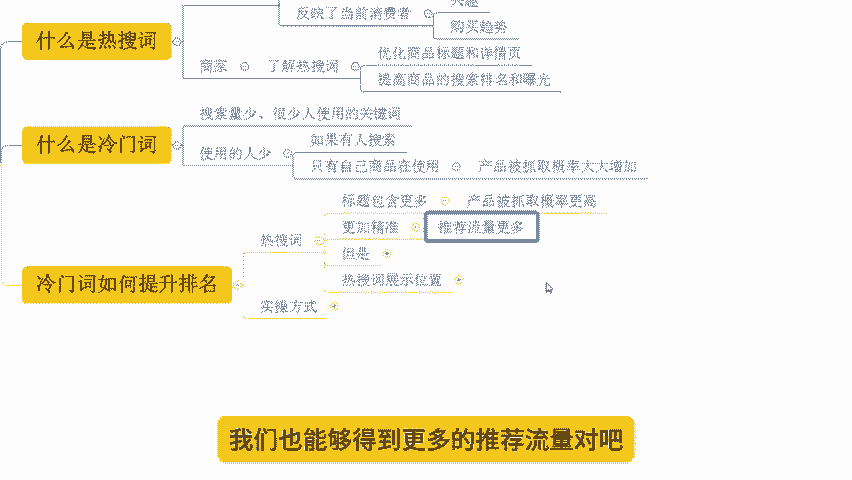 兴趣
反映了当前消费者
购买趋势
什么是热搜词
优化商品标题和详情页
商家
了解热搜词
提高商品的搜索排名和曝光
搜索量少、很少人使用的关键词
什么是冷门词
如果有人搜索
使用的人少
只有自己商品在使用
产品被抓取概率大大增加
标题包含更多
产品被抓取概率更高
更加精准
推荐流量更多
热搜词
但是
热搜词展示位置
冷门词如何提升排名
实操方式
我们也能够得到更多的推荐流量对吧